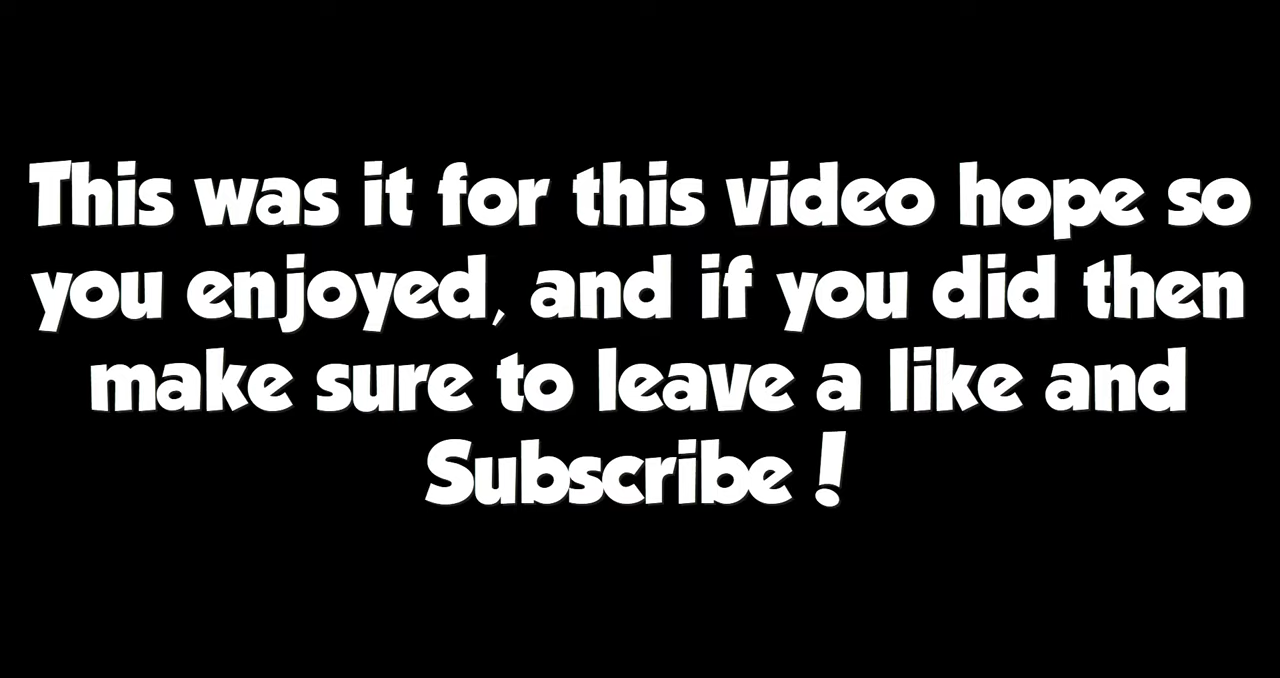 This was it for this video hope so
you enjoyed, and if you did then
make sure to leave a like and
Subscribe!